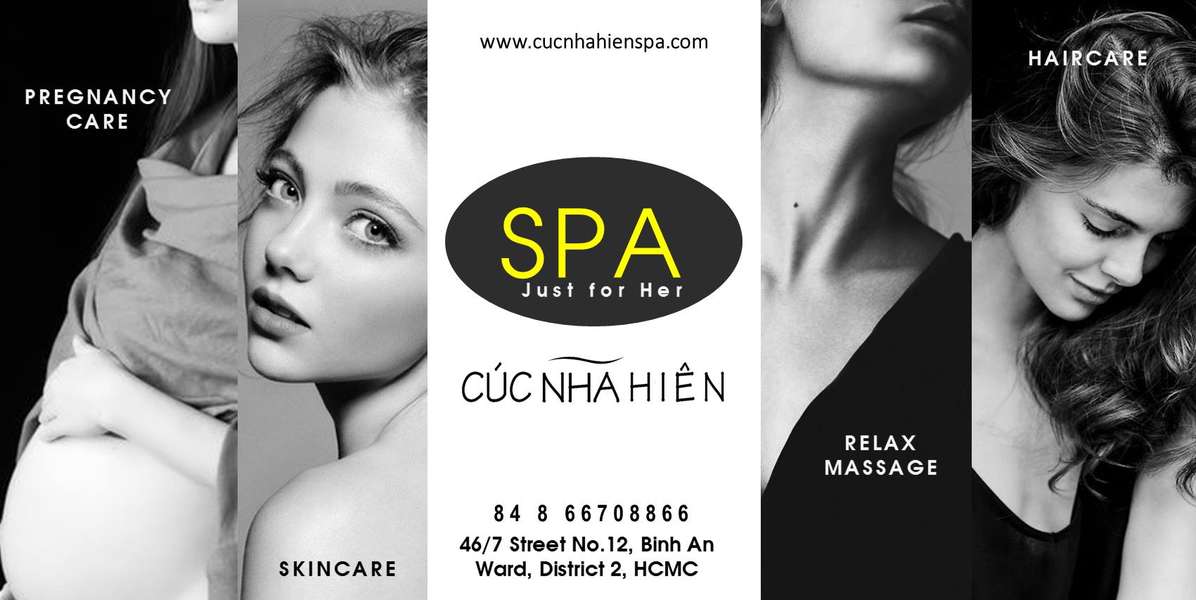 PREGNANCY
CARE
SKINCARE
www.cucnhahienspa.com
SPA
Just for Her
CÚC NHÃ HIÊN
84 8 66708866
46/7 Street No.12, Binh An
Ward, District 2, HCMC
RELAX
MASSAGE
HAIRCARE